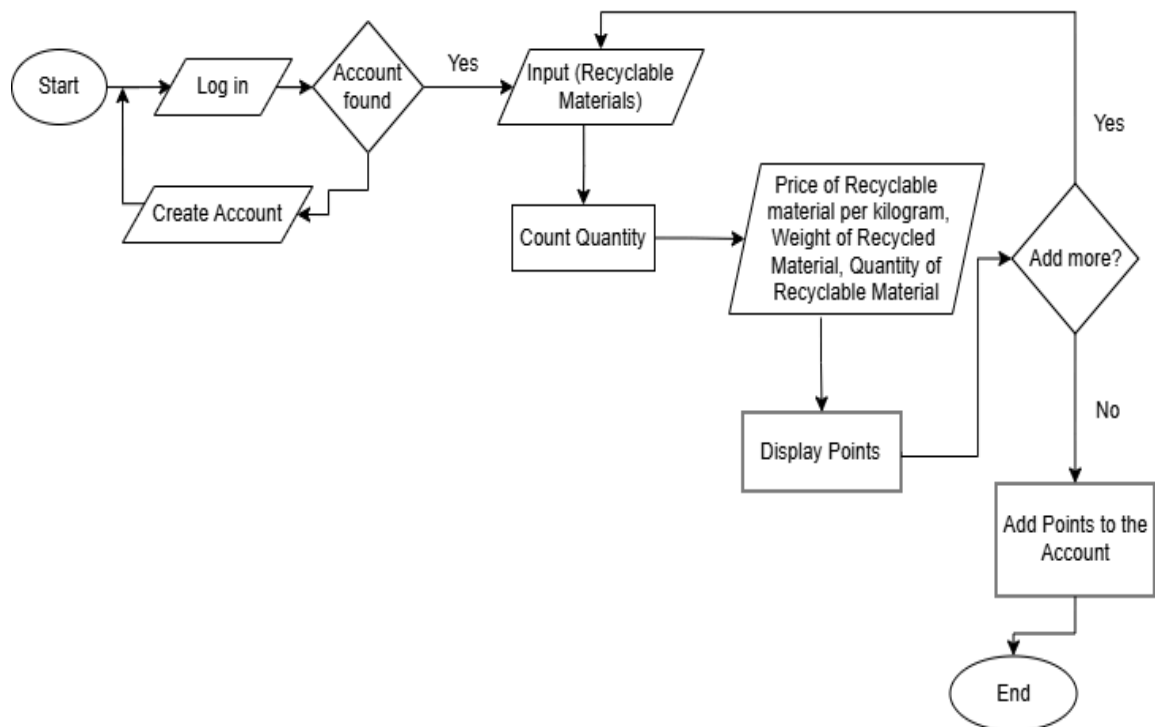 Start
Log in
Account
found
Yes
Input (Recyclable
Materials)
Create Account
Count Quantity
Price of Recyclable
material per kilogram,
Weight of Recycled
Material, Quantity of
Recyclable Material
Display Points
Add more?
Yes
No
Add Points to the
Account
End